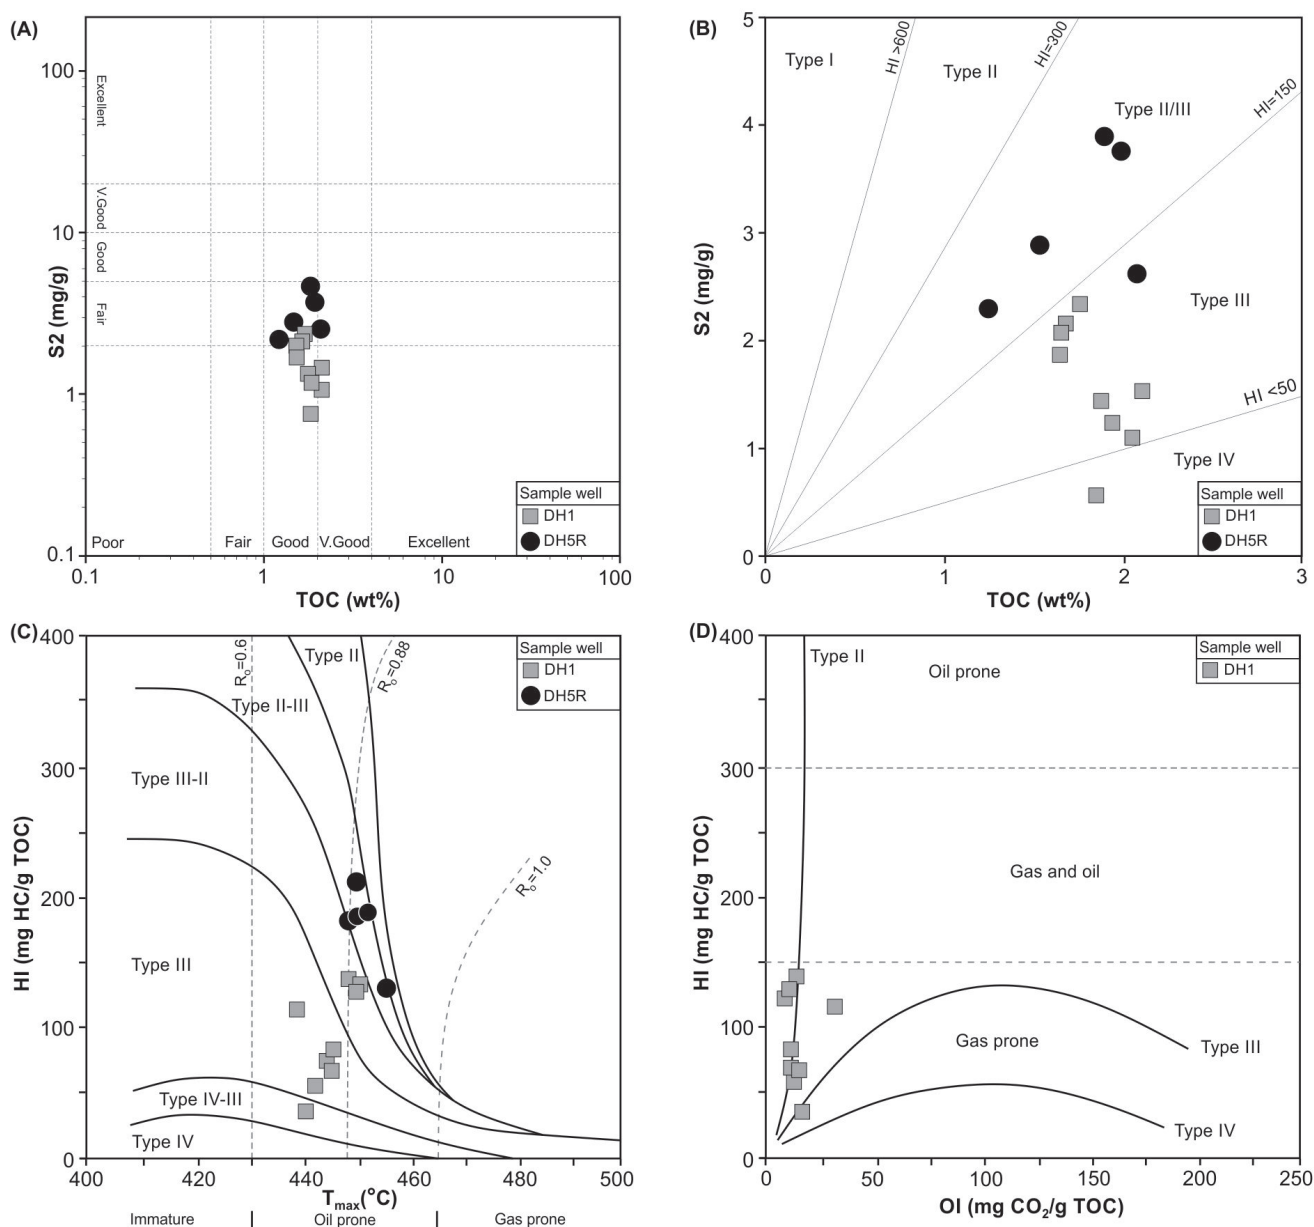 (A)
100
10
1
0.1
S2 (mg/g)
Excellent
V.Good
Good
Fair
Poor
Fair
Good
V.Good
Excellent
0.1
1
10
100
TOC (wt%)
Sample well
DH1
DH5R
(B)
5
4
3
2
1
0
S2 (mg/g)
Type I
HI >600
Type II
HI=300
Type II/III
HI=150
Type III
HI <50
Type IV
Sample well
DH1
DH5R
0
1
2
3
TOC (wt%)
(C)
400
300
200
100
0
HI (mg HC/g TOC)
Rₒ=0.6
Type II
Rₒ=0.88
Type II-III
Type III-II
Type III
Rₒ=1.0
Type IV-III
Type IV
Sample well
DH1
DH5R
400
420
440
460
480
500
Tmax(°C)
Immature
Oil prone
Gas prone
(D)
400
300
200
100
0
HI (mg HC/g TOC)
Type II
Oil prone
Sample well
DH1
Gas and oil
Gas prone
Type III
Type IV
0
50
100
150
200
250
OI (mg CO₂/g TOC)